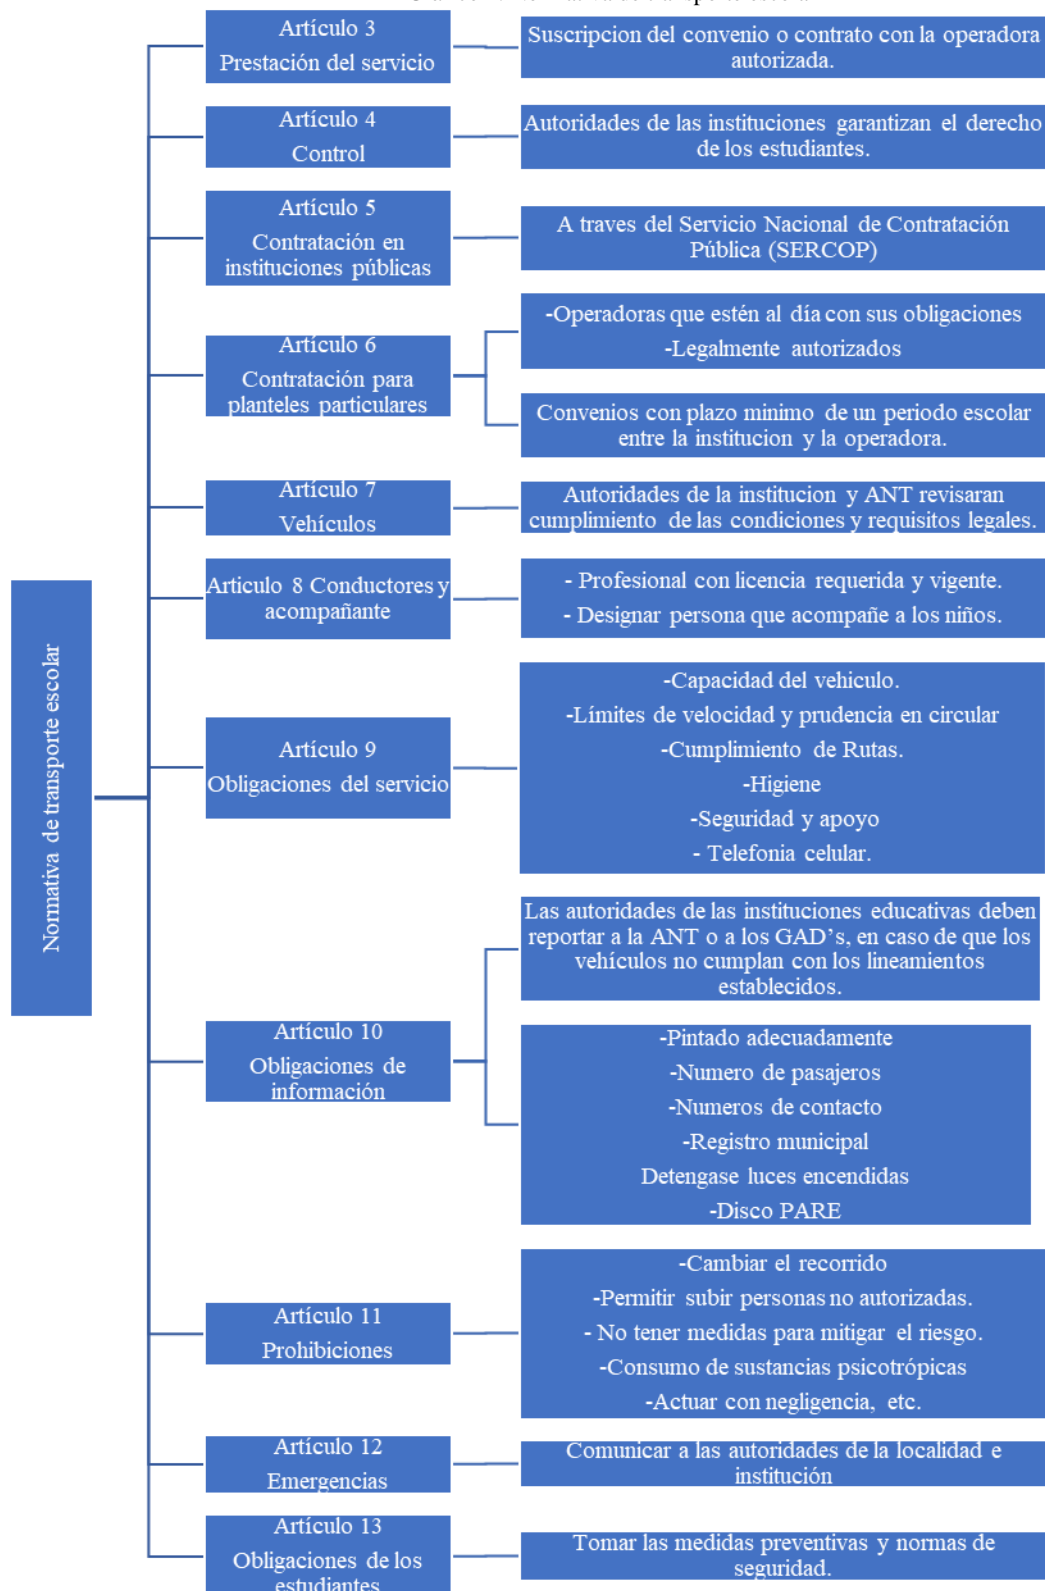 Normativa de transporte escolar
Artículo 3
Prestación del servicio
Suscripcion del convenio o contrato con la operadora
autorizada.
Artículo 4
Control
Autoridades de las instituciones garantizan el derecho
de los estudiantes.
Artículo 5
Contratación en
instituciones públicas
A traves del Servicio Nacional de Contratación
Pública (SERCOP)
Artículo 6
Contratación para
planteles particulares
-Operadoras que estén al día con sus obligaciones
-Legalmente autorizados
Convenios con plazo minimo de un periodo escolar
entre la institucion y la operadora.
Artículo 7
Vehículos
Autoridades de la institucion y ANT revisaran
cumplimiento de las condiciones y requisitos legales.
Articulo 8 Conductores y
acompañante
- Profesional con licencia requerida y vigente.
- Designar persona que acompañe a los niños.
Artículo 9
Obligaciones del servicio
-Capacidad del vehiculo.
-Límites de velocidad y prudencia en circular
-Cumplimiento de Rutas.
-Higiene
-Seguridad y apoyo
- Telefonia celular.
Artículo 10
Obligaciones de
información
Las autoridades de las instituciones educativas deben
reportar a la ANT o a los GAD's, en caso de que los
vehículos no cumplan con los lineamientos
establecidos.
-Pintado adecuadamente
-Numero de pasajeros
-Numeros de contacto
-Registro municipal
Detengase luces encendidas
-Disco PARE
Artículo 11
Prohibiciones
-Cambiar el recorrido
-Permitir subir personas no autorizadas.
- No tener medidas para mitigar el riesgo.
-Consumo de sustancias psicotrópicas
-Actuar con negligencia, etc.
Artículo 12
Emergencias
Comunicar a las autoridades de la localidad e
institución
Artículo 13
Obligaciones de los
estudiantes
Tomar las medidas preventivas y normas de
seguridad.